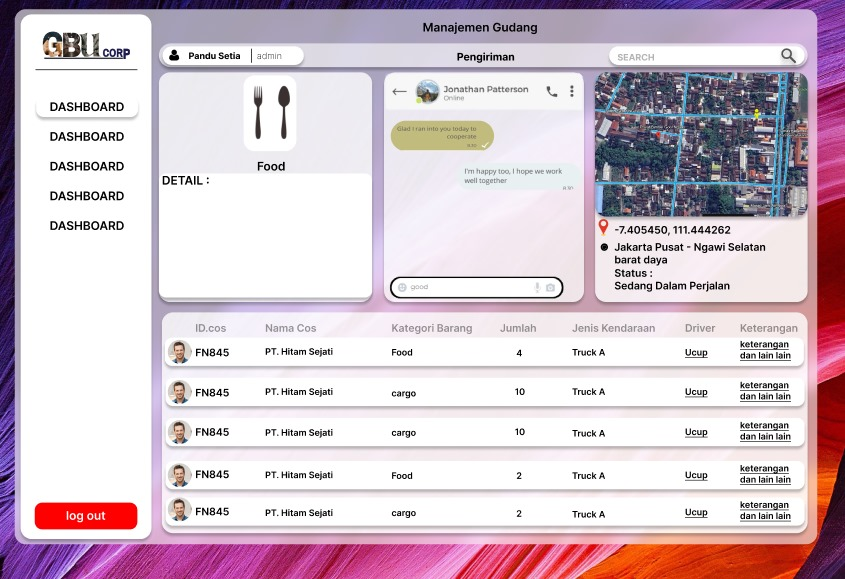 Manajemen Gudang
GBU CORP
Pandu Setia
admin
Pengiriman
SEARCH
DASHBOARD
DASHBOARD
DASHBOARD
DASHBOARD
DASHBOARD
log out
Food
DETAIL :
Jonathan Patterson
Online
Glad I ran into you today to
cooperate
I'm happy too, I hope we work
well together
good
-7.405450, 111.444262
Jakarta Pusat - Ngawi Selatan
barat daya
Status :
Sedang Dalam Perjalan
ID.cos Nama Cos Kategori Barang Jumlah Jenis Kendaraan Driver Keterangan
FN845 PT. Hitam Sejati Food 4 Truck A Ucup keterangan
dan lain lain
FN845 PT. Hitam Sejati cargo 10 Truck A Ucup keterangan
dan lain lain
FN845 PT. Hitam Sejati cargo 10 Truck A Ucup keterangan
dan lain lain
FN845 PT. Hitam Sejati Food 2 Truck A Ucup keterangan
dan lain lain
FN845 PT. Hitam Sejati cargo 2 Truck A Ucup keterangan
dan lain lain